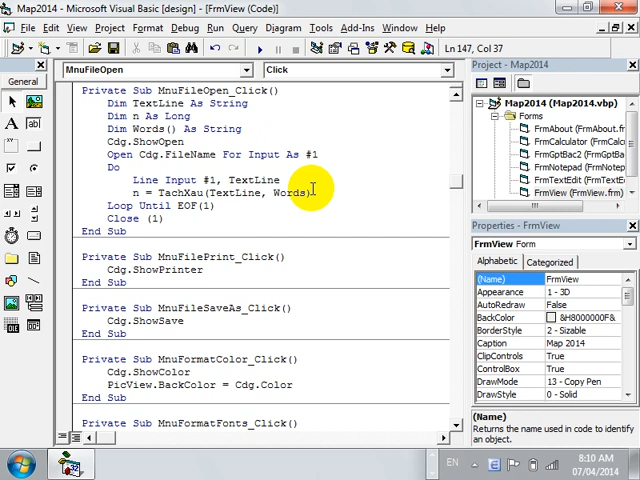 Map2014 - Microsoft Visual Basic [design] - [FrmView (Code)]
File Edit View Project Format Debug Run Query Diagram Tools Add-Ins Window Help
Ln 147, Col 37
General
MnuFileOpen
Click
Private Sub MnuFileOpen_Click()
Dim TextLine As String
Dim n As Long
Dim Words() As String
Cdg.ShowOpen
Open Cdg.FileName For Input As #1
Do
Line Input #1, TextLine
n = TachXau(TextLine, Words)
Loop Until EOF(1)
Close (1)
End Sub
Private Sub MnuFilePrint_Click()
Cdg.ShowPrinter
End Sub
Private Sub MnuFileSaveAs_Click()
Cdg.ShowSave
End Sub
Private Sub MnuFormatColor_Click()
Cdg.ShowColor
PicView.BackColor = Cdg.Color
End Sub
Private Sub MnuFormatFonts_Click()
Project - Map2014
Map2014 (Map2014.vbp)
Forms
FrmAbout (FrmAbout.
FrmCalculator (FrmCalc
FrmGptBac2 (FrmGptB
FrmNotepad (FrmNotep
FrmTextEdit (FrmTextE
FrmView (FrmView.frm)
Properties - FrmView
FrmView Form
Alphabetic Categorized
(Name) FrmView
Appearance 1 - 3D
AutoRedraw False
BackColor &H8000000F&
BorderStyle 2 - Sizable
Caption Map 2014
ClipControls True
ControlBox True
DrawMode 13 - Copy Pen
DrawStyle 0 - Solid
(Name)
Returns the name used in code to identify
an object.
EN
8:10 AM
07/04/2014